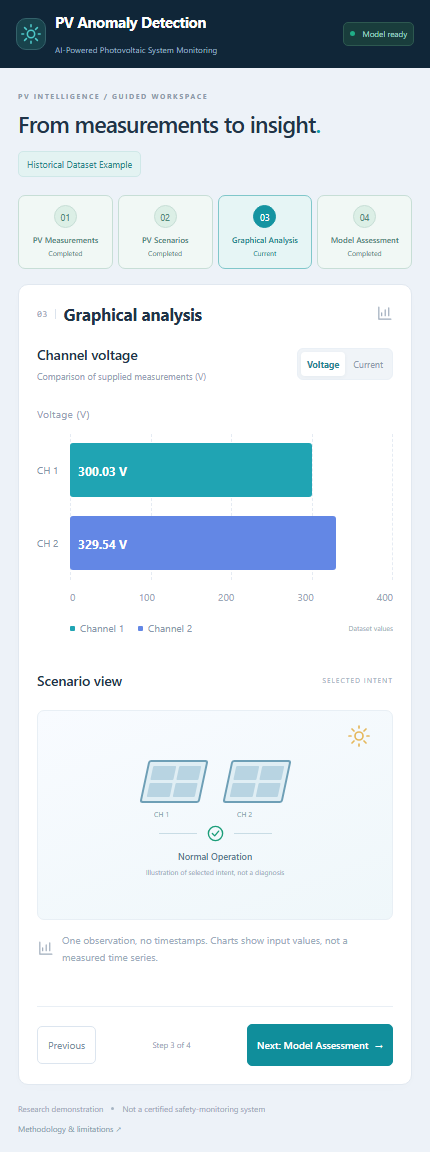 PV Anomaly Detection
AI-Powered Photovoltaic System Monitoring
Model ready
PV INTELLIGENCE / GUIDED WORKSPACE
From measurements to insight.
Historical Dataset Example
01
PV Measurements
Completed
02
PV Scenarios
Completed
03
Graphical Analysis
Current
04
Model Assessment
Completed
03 | Graphical analysis
Channel voltage
Comparison of supplied measurements (V)
Voltage
Current
Voltage (V)
CH 1
300.03 V
CH 2
329.54 V
0 100 200 300 400
Channel 1
Channel 2
Dataset values
Scenario view
SELECTED INTENT
CH 1
CH 2
Normal Operation
Illustration of selected intent, not a diagnosis
One observation, no timestamps. Charts show input values, not a
measured time series.
Previous
Step 3 of 4
Next: Model Assessment →
Research demonstration • Not a certified safety-monitoring system
Methodology & limitations ↗